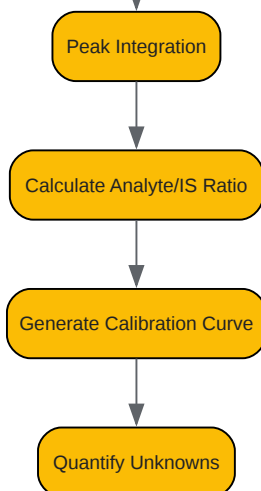 Peak Integration
Calculate Analyte/IS Ratio
Generate Calibration Curve
Quantify Unknowns